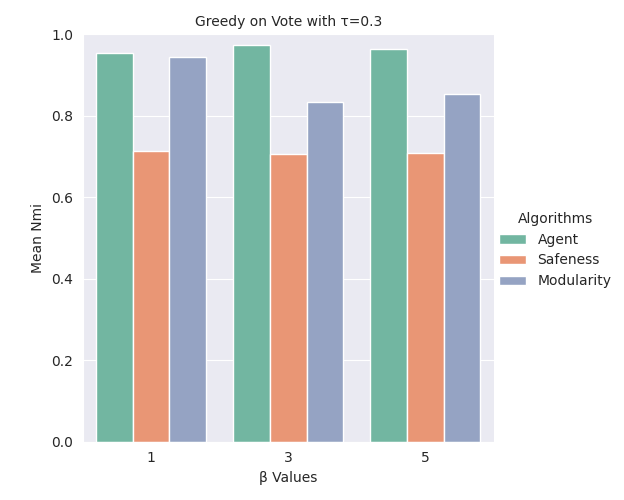 Greedy on Vote with τ=0.3
1.0
0.8
0.6
0.4
0.2
0.0
Mean Nmi
1 3 5
β Values
Algorithms
Agent
Safeness
Modularity